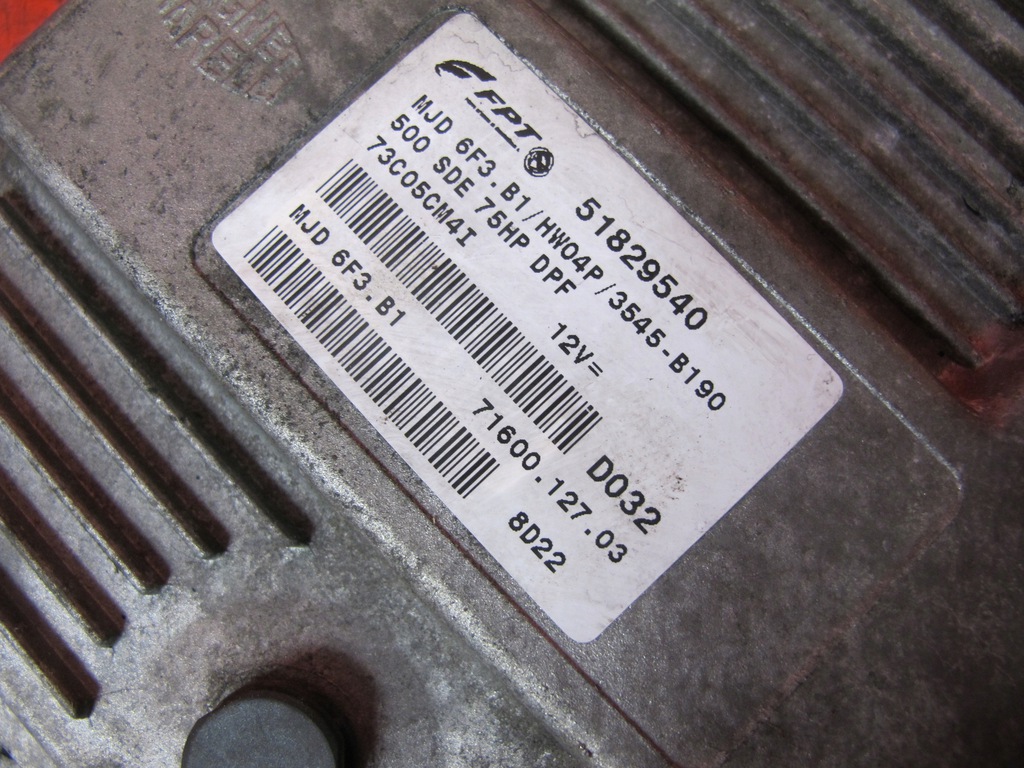 FPT
51829540
MJD 6F3.B1/HW04P/3545-B190
500 SDE 75HP DPF 12V=
73C05CM4I
D032
MJD 6F3.B1 71600.127.03
8D22